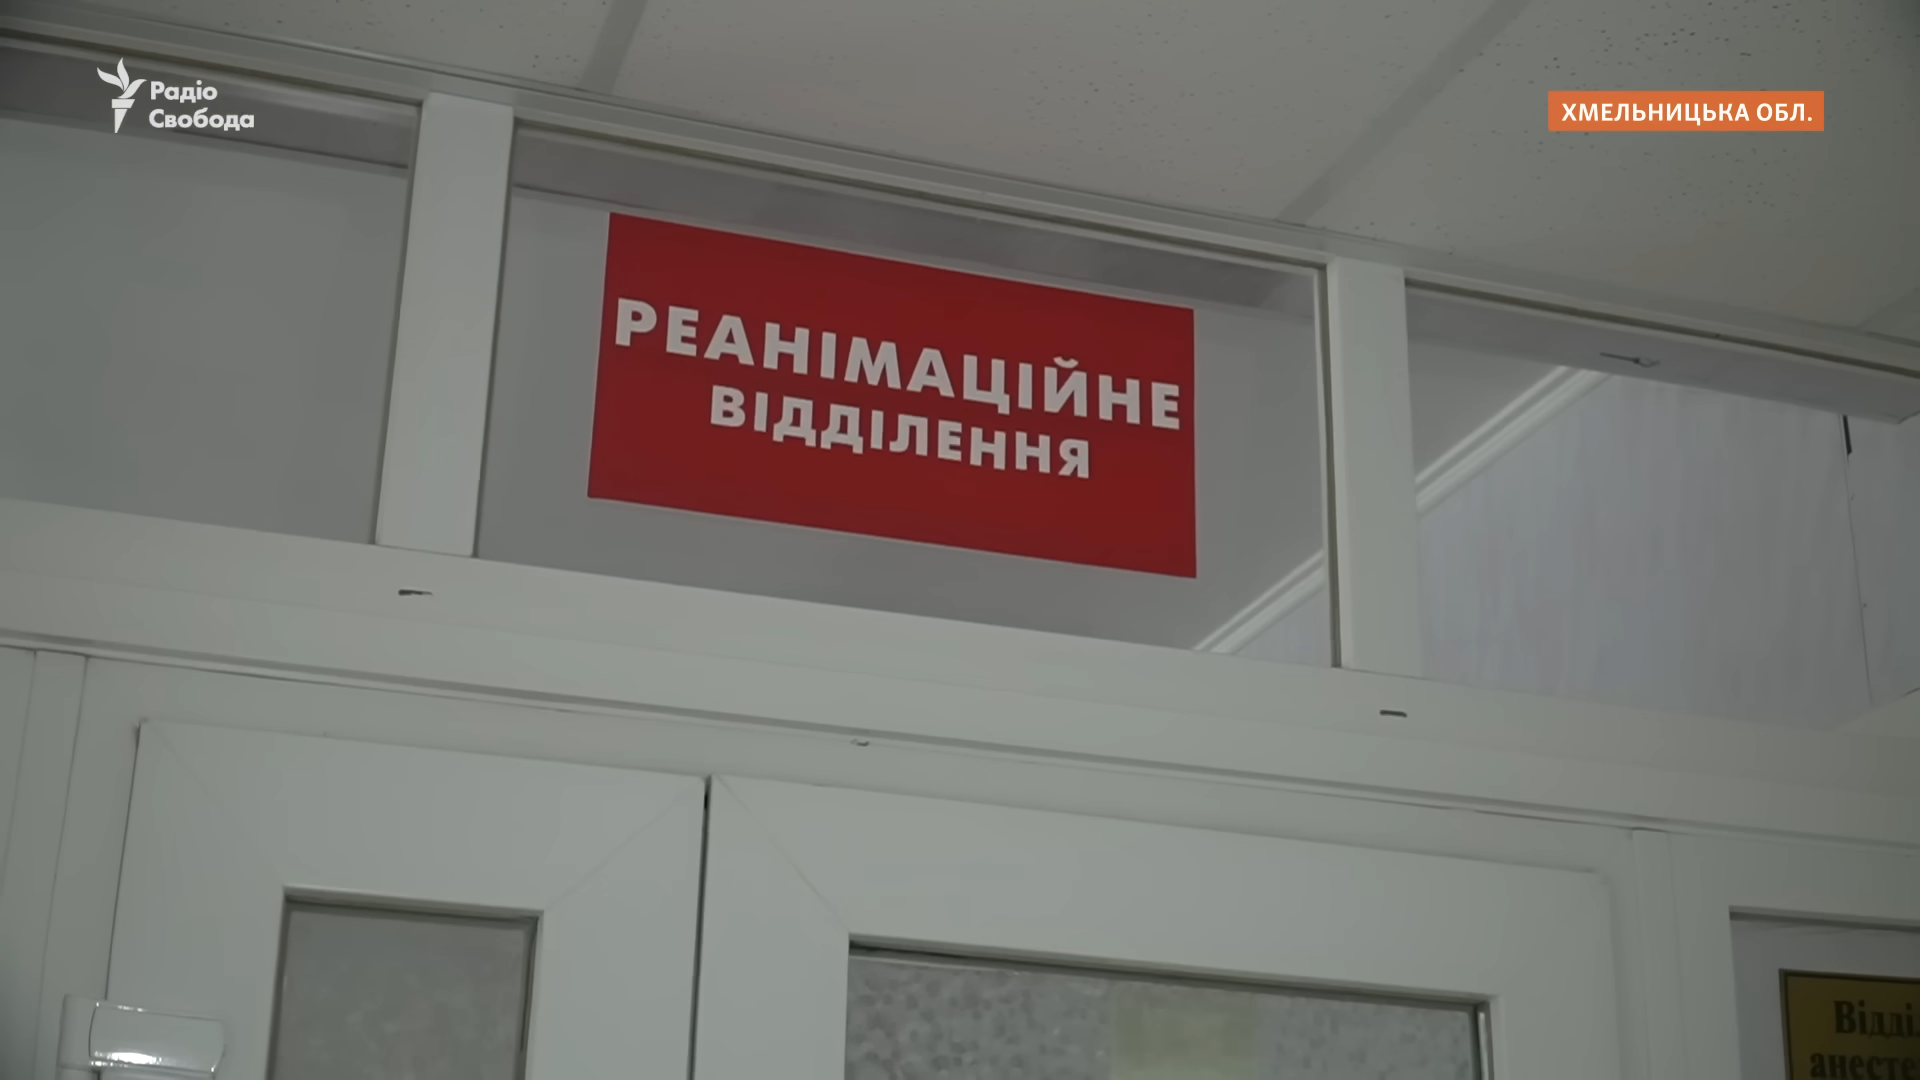 Радіо
Свобода
ХМЕЛЬНИЦЬКА ОБЛ.
РЕАНІМАЦІЙНЕ
ВІДДІЛЕННЯ